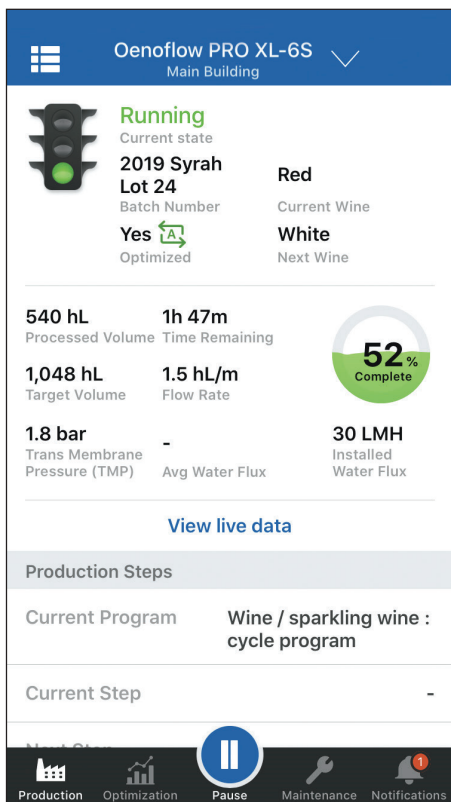 Oenoflow PRO XL-6S
Main Building
Running
Current state
2019 Syrah
Lot 24
Batch Number
Red
Current Wine
Yes A
Optimized
White
Next Wine
540 hL
Processed Volume
1h 47m
Time Remaining
52%
Complete
1,048 hL
Target Volume
1.5 hL/m
Flow Rate
1.8 bar
Trans Membrane
Pressure (TMP)
-
Avg Water Flux
30 LMH
Installed
Water Flux
View live data
Production Steps
Current Program
Wine / sparkling wine :
cycle program
Current Step
-
Next Step
Production
Optimization
Pause
Maintenance
1
Notifications